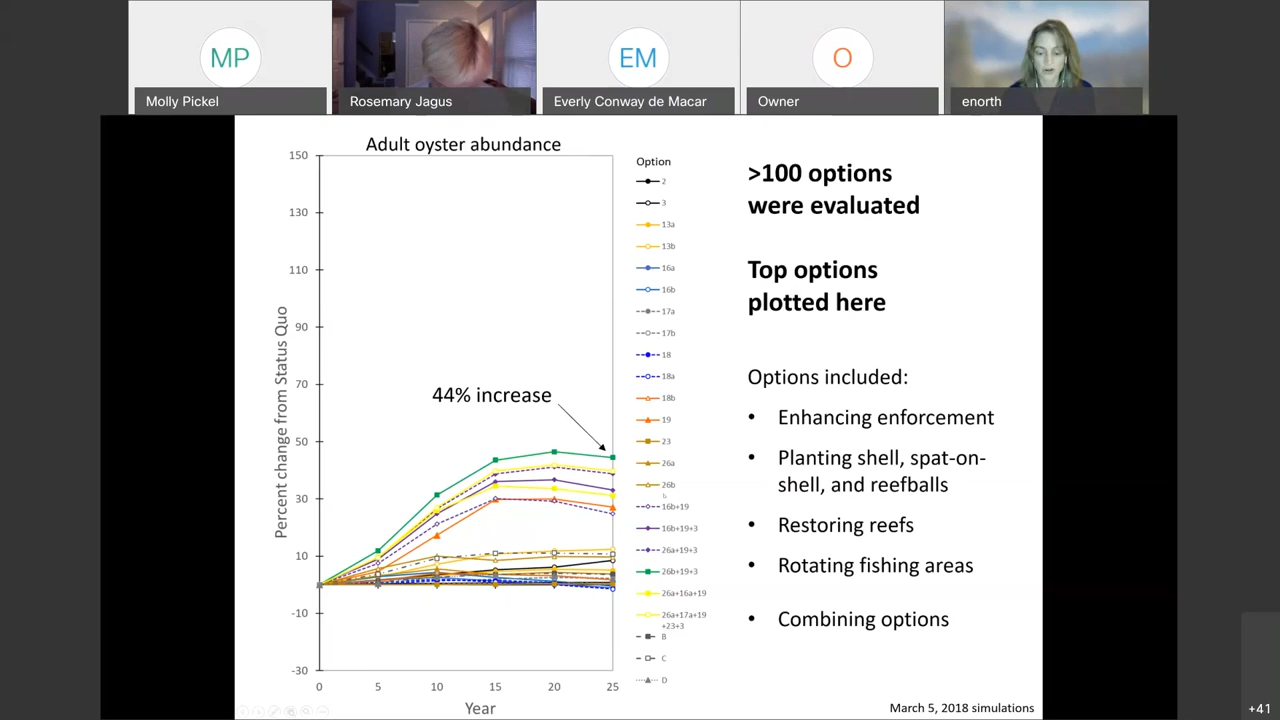 MP
EM
O
Molly Pickel
Rosemary Jagus
Everly Conway de Macar
Owner
enorth
Adult oyster abundance
150
130
110
90
70
50
30
10
-10
-30
Percent change from Status Quo
0
5
10
15
20
25
Year
44% increase
Option
2
3
13a
13b
16a
16b
17a
17b
18
18a
18b
19
23
26a
26b
16b+19
16b+19+3
26a+19+3
26b+19+3
26a+16a+19
26a+17a+19
+23+3
B
C
D
>100 options
were evaluated
Top options
plotted here
Options included:
• Enhancing enforcement
• Planting shell, spat-on-
shell, and reefballs
• Restoring reefs
• Rotating fishing areas
• Combining options
March 5, 2018 simulations
+41